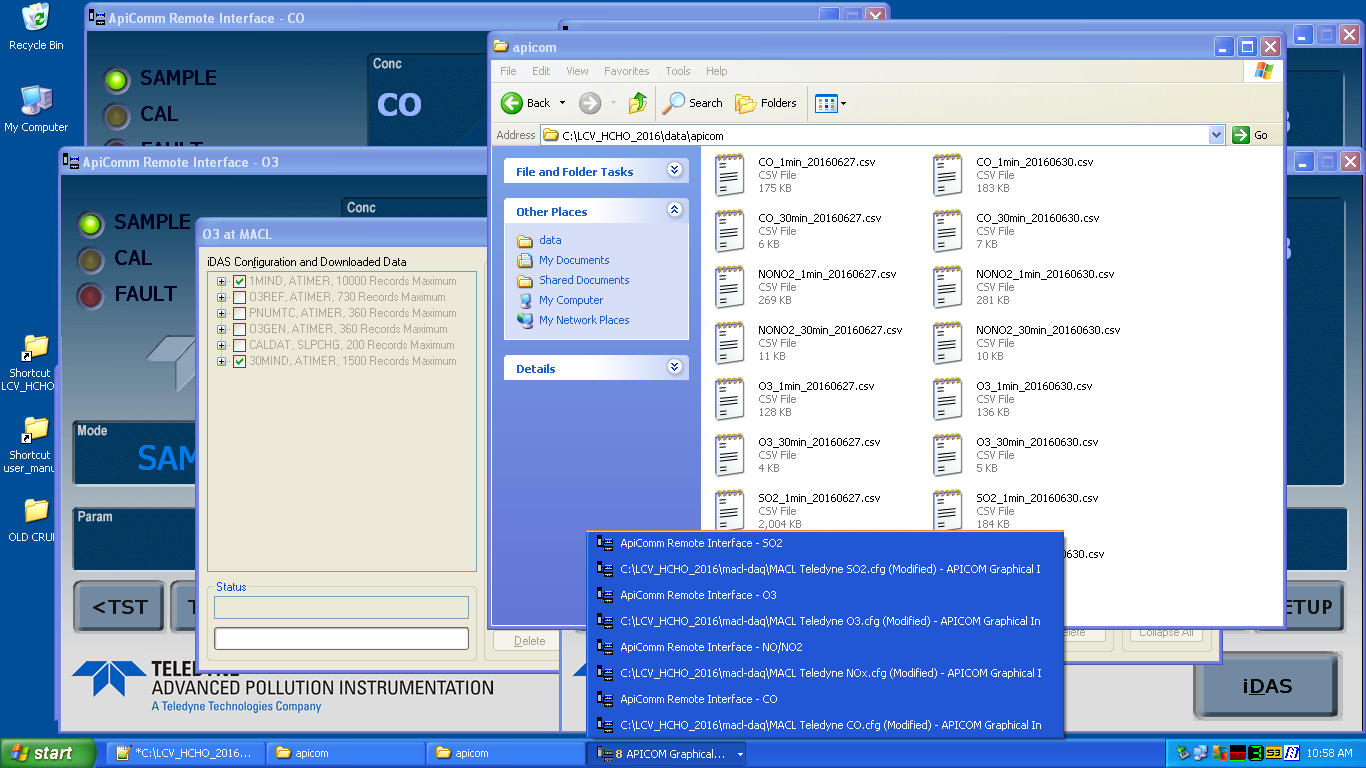 Recycle Bin
My Computer
Shortcut
LCV_HCHO
Shortcut
user_manu
OLD CRUI
ApiComm Remote Interface - CO
SAMPLE
CAL
Conc
CO
ApiComm Remote Interface - O3
SAMPLE
CAL
FAULT
Conc
Mode
SAM
Param
<TST
TELEDYNE
ADVANCED POLLUTION INSTRUMENTATION
A Teledyne Technologies Company
O3 at MACL
iDAS Configuration and Downloaded Data
1MIND, ATIMER, 10000 Records Maximum
O3REF, ATIMER, 730 Records Maximum
PNUMTC, ATIMER, 360 Records Maximum
O3GEN, ATIMER, 360 Records Maximum
CALDAT, SLPCHG, 200 Records Maximum
30MIND, ATIMER, 1500 Records Maximum
Status
Delete
apicom
File Edit View Favorites Tools Help
Back Search Folders
Address C:\LCV_HCHO_2016\data\apicom Go
File and Folder Tasks
Other Places
data
My Documents
Shared Documents
My Computer
My Network Places
Details
CO_1min_20160627.csv
CSV File
175 KB
CO_1min_20160630.csv
CSV File
183 KB
CO_30min_20160627.csv
CSV File
6 KB
CO_30min_20160630.csv
CSV File
7 KB
NONO2_1min_20160627.csv
CSV File
269 KB
NONO2_1min_20160630.csv
CSV File
281 KB
NONO2_30min_20160627.csv
CSV File
11 KB
NONO2_30min_20160630.csv
CSV File
10 KB
O3_1min_20160627.csv
CSV File
128 KB
O3_1min_20160630.csv
CSV File
136 KB
O3_30min_20160627.csv
CSV File
4 KB
O3_30min_20160630.csv
CSV File
5 KB
SO2_1min_20160627.csv
CSV File
2,004 KB
SO2_1min_20160630.csv
CSV File
184 KB
0630.csv
ApiComm Remote Interface - SO2
C:\LCV_HCHO_2016\macl-daq\MACL Teledyne SO2.cfg (Modified) - APICOM Graphical I
ApiComm Remote Interface - O3
C:\LCV_HCHO_2016\macl-daq\MACL Teledyne O3.cfg (Modified) - APICOM Graphical In
ApiComm Remote Interface - NO/NO2
C:\LCV_HCHO_2016\macl-daq\MACL Teledyne NOx.cfg (Modified) - APICOM Graphical I
ApiComm Remote Interface - CO
C:\LCV_HCHO_2016\macl-daq\MACL Teledyne CO.cfg (Modified) - APICOM Graphical In
elete
Collapse All
ETUP
iDAS
start
*C:\LCV_HCHO_2016...
apicom
apicom
8 APICOM Graphical...
10:58 AM